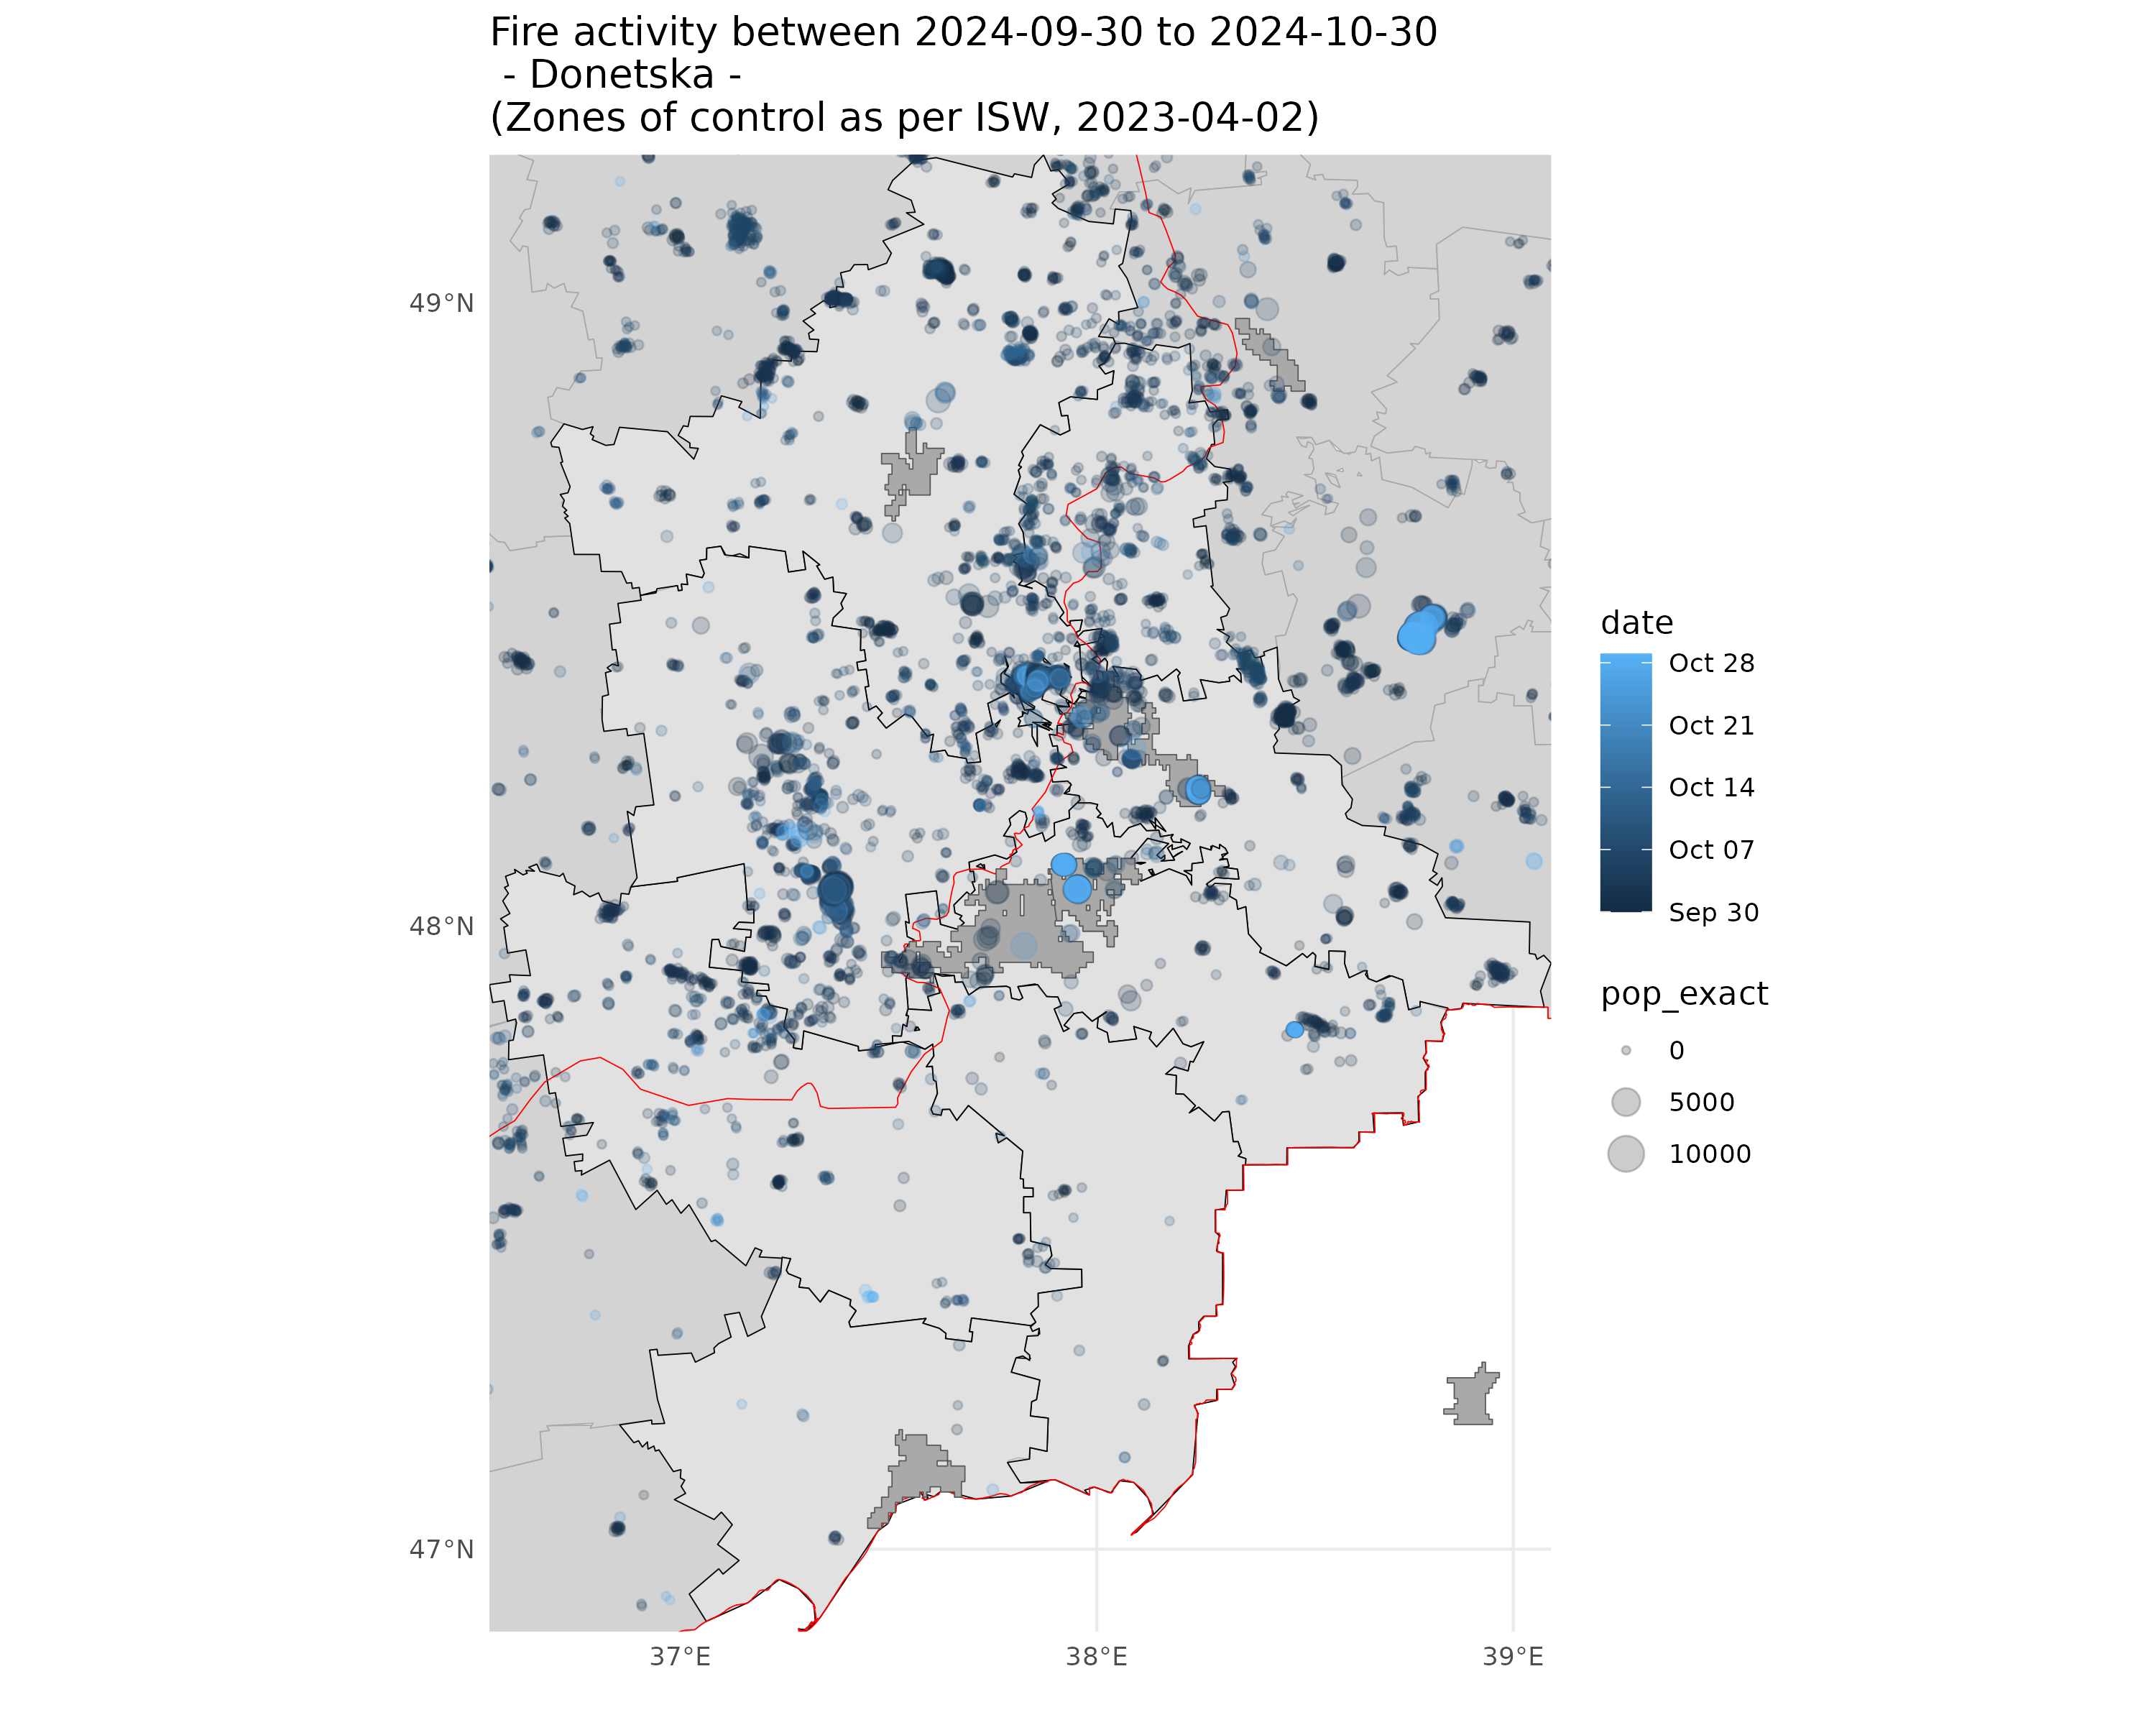 Fire activity between 2024-09-30 to 2024-10-30
- Donetska -
(Zones of control as per ISW, 2023-04-02)
49°N
48°N
47°N
37°E
38°E
39°E
date
Oct 28
Oct 21
Oct 14
Oct 07
Sep 30
pop_exact
0
5000
10000